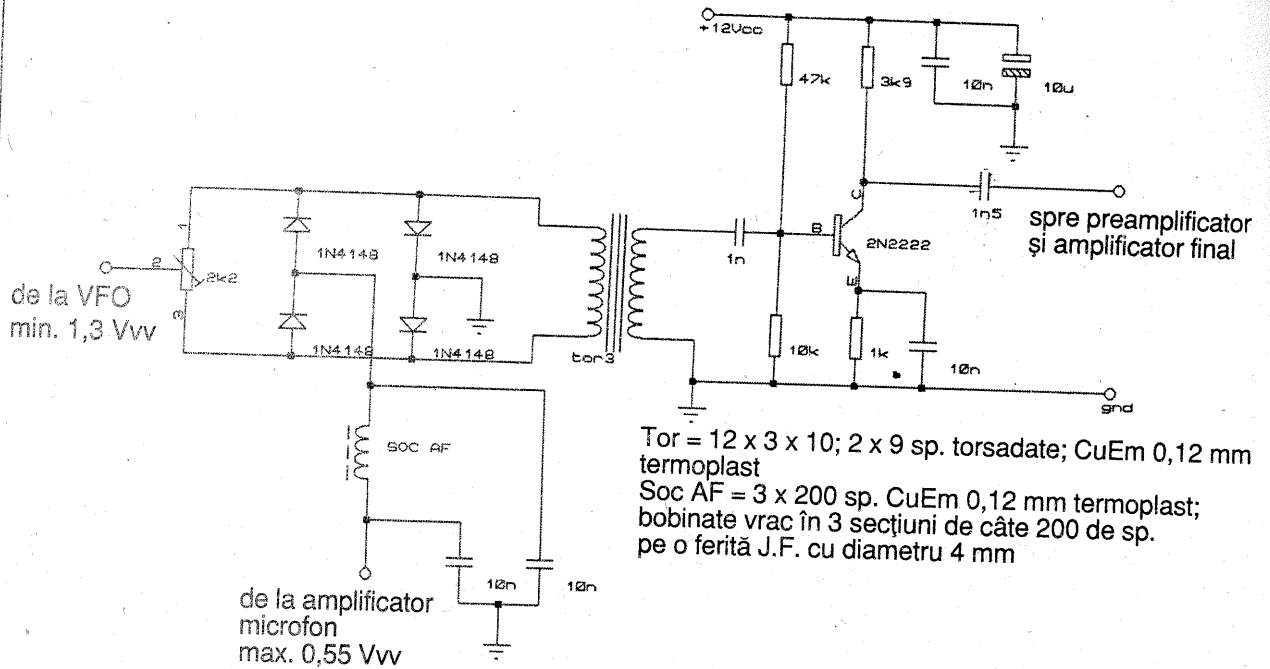 +12Vcc
47k
3k9
10n
10u
C
1n5
spre preamplificator
și amplificator final
B
2N2222
1n
E
1
2
3
2k2
1N4148
1N4148
1N4148
1N4148
de la VFO
min. 1,3 Vvv
tor3
10k
1k
10n
gnd
SOC AF
10n
10n
de la amplificator
microfon
max. 0,55 Vvv
Tor = 12 x 3 x 10; 2 x 9 sp. torsadate; CuEm 0,12 mm
termoplast
Soc AF = 3 x 200 sp. CuEm 0,12 mm termoplast;
bobinate vrac în 3 secțiuni de câte 200 de sp.
pe o ferită J.F. cu diametru 4 mm